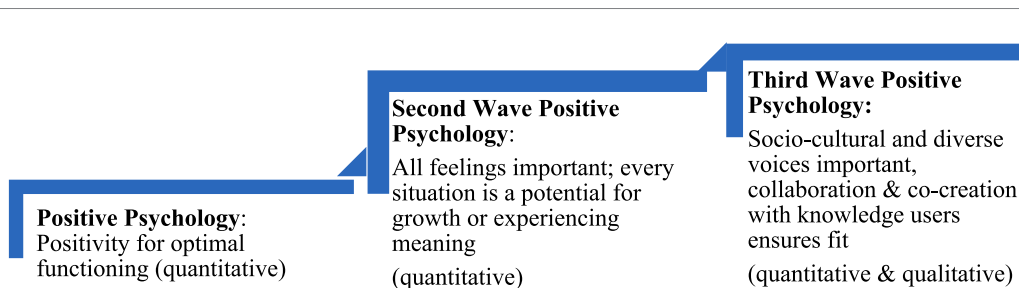 Positive Psychology:
Positivity for optimal
functioning (quantitative)
Second Wave Positive
Psychology:
All feelings important; every
situation is a potential for
growth or experiencing
meaning
(quantitative)
Third Wave Positive
Psychology:
Socio-cultural and diverse
voices important,
collaboration & co-creation
with knowledge users
ensures fit
(quantitative & qualitative)